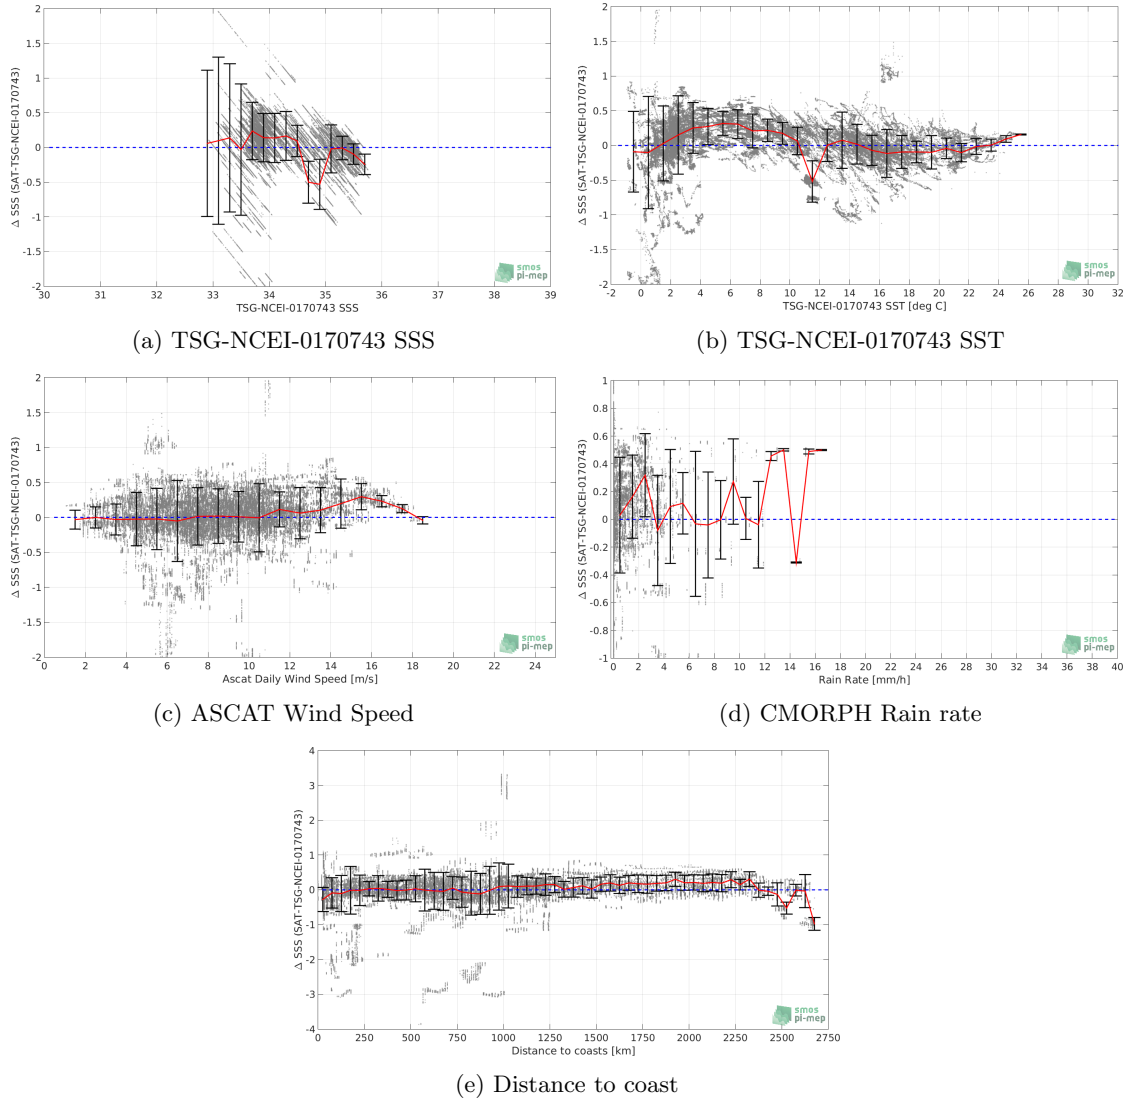 2
1.5
1
0.5
0
-0.5
-1
-1.5
-2
Δ SSS (SAT-TSG-NCEI-0170743)
30 31 32 33 34 35 36 37 38 39
TSG-NCEI-0170743 SSS
smos
pi-mep
(a) TSG-NCEI-0170743 SSS
2
1.5
1
0.5
0
-0.5
-1
-1.5
-2
Δ SSS (SAT-TSG-NCEI-0170743)
-2 0 2 4 6 8 10 12 14 16 18 20 22 24 26 28 30 32
TSG-NCEI-0170743 SST [deg C]
smos
pi-mep
(b) TSG-NCEI-0170743 SST
2
1.5
1
0.5
0
-0.5
-1
-1.5
-2
Δ SSS (SAT-TSG-NCEI-0170743)
0 2 4 6 8 10 12 14 16 18 20 22 24
Ascat Daily Wind Speed [m/s]
smos
pi-mep
(c) ASCAT Wind Speed
1
0.8
0.6
0.4
0.2
0
-0.2
-0.4
-0.6
-0.8
-1
Δ SSS (SAT-TSG-NCEI-0170743)
0 2 4 6 8 10 12 14 16 18 20 22 24 26 28 30 32 34 36 38 40
Rain Rate [mm/h]
smos
pi-mep
(d) CMORPH Rain rate
4
3
2
1
0
-1
-2
-3
-4
Δ SSS (SAT-TSG-NCEI-0170743)
0 250 500 750 1000 1250 1500 1750 2000 2250 2500 2750
Distance to coasts [km]
smos
pi-mep
(e) Distance to coast